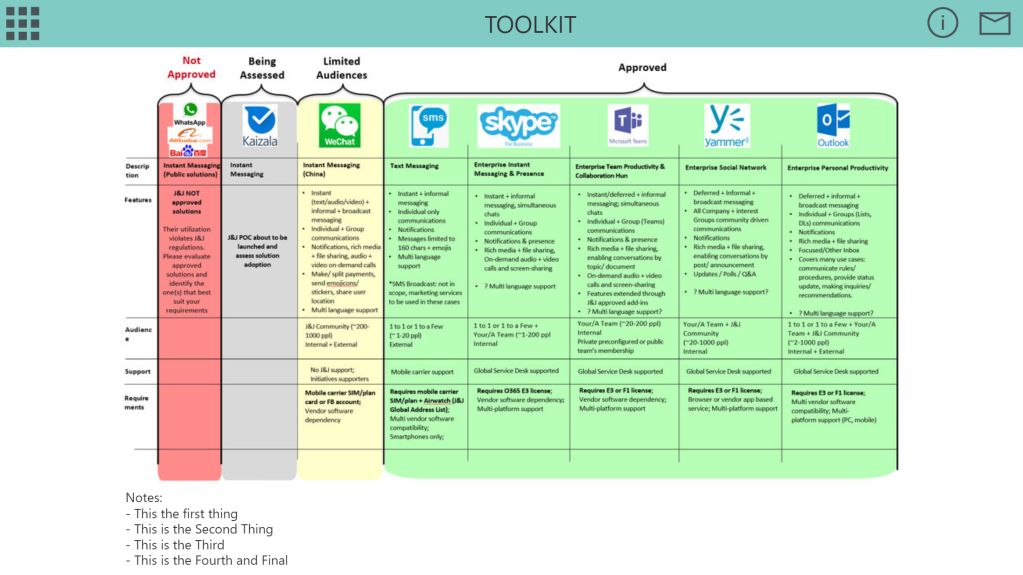 TOOLKIT
i
Not
Approved
Being
Assessed
Limited
Audiences
Approved
WhatsApp
Alibaba.com
Bai百度
Kaizala
WeChat
sms
skype
for Business
Microsoft Teams
yammer
Outlook
Descrip
tion
Instant Messaging
(Public solutions)
Instant
Messaging
Instant Messaging
(China)
Text Messaging
Enterprise Instant
Messaging & Presence
Enterprise Team Productivity &
Collaboration Hun
Enterprise Social Network
Enterprise Personal Productivity
Features
J&J NOT
approved
solutions
Their utilization
violates J&J
regulations.
Please evaluate
approved
solutions and
identify the
one(s) that best
suit your
requirements
J&J POC about to be
launched and
assess solution
adoption
• Instant
(text/audio/video) +
informal + broadcast
messaging
• Individual + Group
communications
• Notifications, rich media
+ file sharing, audio +
video on-demand calls
• Make/ split payments,
send emojicons/
stickers, share user
location
• Multi language support
• Instant + informal
messaging
• Individual only
communications
• Notifications
• Messages limited to
160 chars + emojis
• Multi language
support
*SMS Broadcast: not in
scope, marketing services
to be used in these cases
• Instant + informal
messaging, simultaneous
chats
• Individual + Group
communications
• Notifications & presence
• Rich media + file sharing,
On-demand audio + video
calls and screen-sharing
• ? Multi language support
• Instant/deferred + informal
messaging; simultaneous
chats
• Individual + Group (Teams)
communications
• Notifications & presence
• Rich media + file sharing,
enabling conversations by
topic/ document
• On-demand audio + video
calls and screen-sharing
• Features extended through
J&J approved add-ins
• ? Multi language support?
• Deferred + Informal +
broadcast messaging
• All Company + interest
Groups community driven
communications
• Notifications
• Rich media + file sharing,
enabling conversions by
post/ announcement
• Updates / Polls / Q&A
• ? Multi language support?
• Deferred + informal +
broadcast messaging
• Individual + Groups (Lists,
DLs) communications
• Notifications
• Rich media + file sharing
• Focused/Other Inbox
• Covers many use cases:
communicate rules/
procedures, provide status
update, making inquiries/
recommendations.
• ? Multi language support?
Audienc
e
J&J Community (~200-
1000 ppl)
Internal + External
1 to 1 or 1 to a Few
(~ 1-20 ppl)
External
1 to 1 or 1 to a Few +
Your/A Team (~1-200 ppl)
Internal
Your/A Team (~20-200 ppl)
Internal
Private preconfigured or public
team's membership
Your/A Team + J&J
Community
(~20-1000 ppl)
Internal
1 to 1 or 1 to a Few + Your/A
Team + J&J Community
(~2-1000 ppl)
Internal + External
Support
No J&J support;
Initiatives supporters
Mobile carrier support
Global Service Desk supported
Global Service Desk supported
Global Service Desk supported
Global Service Desk supported
Require
ments
Mobile carrier SIM/plan
card or FB account;
Vendor software
dependency
Requires mobile carrier
SIM/plan + Airwatch (J&J
Global Address List);
Multi vendor software
compatibility;
Smartphones only;
Requires O365 E3 license;
Vendor software dependency;
Multi-platform support
Requires E3 or F1 license;
Vendor software dependency;
Multi-platform support
Requires E3 or F1 license;
Browser or vendor app based
service; Multi-platform support
Requires E3 or F1 license;
Multi vendor software
compatibility; Multi-
platform support (PC, mobile)
Notes:
- This the first thing
- This is the Second Thing
- This is the Third
- This is the Fourth and Final